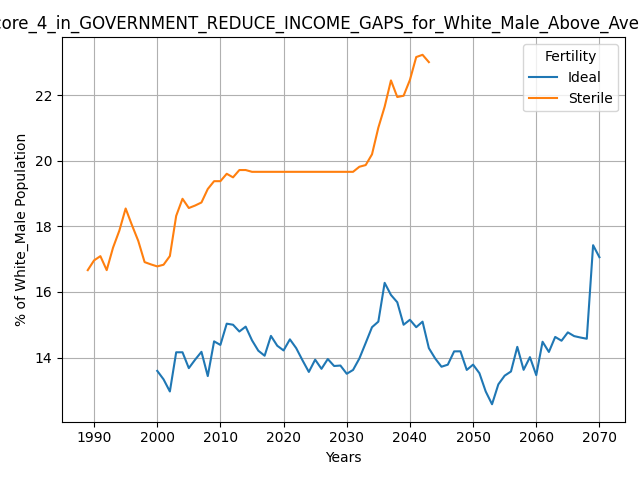 core_4_in_GOVERNMENT_REDUCE_INCOME_GAPS_for_White_Male_Above_Ave
Fertility
Ideal
Sterile
% of White_Male Population
22
20
18
16
14
1990 2000 2010 2020 2030 2040 2050 2060 2070
Years